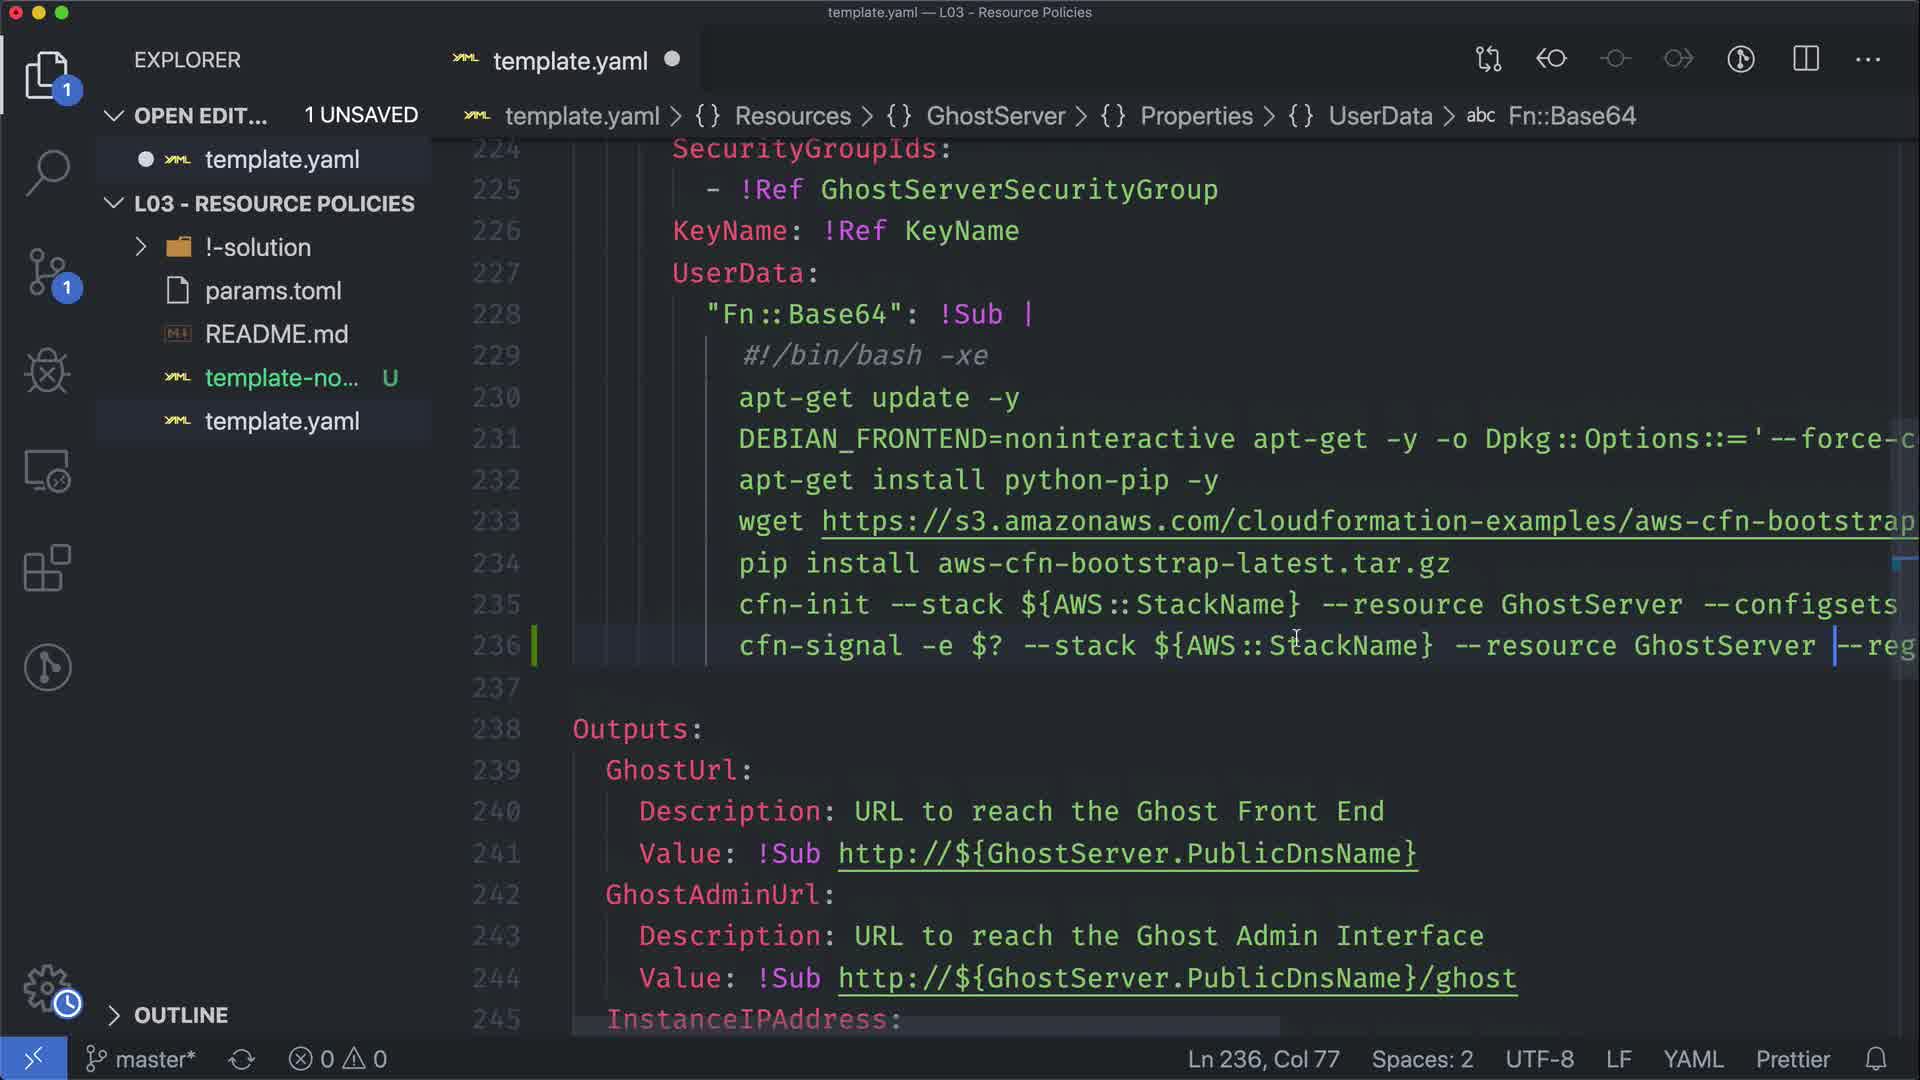 template.yaml — L03 - Resource Policies
EXPLORER
template.yaml
1
OPEN EDIT... 1 UNSAVED
template.yaml > {} Resources > {} GhostServer > {} Properties > {} UserData > abc Fn::Base64
template.yaml
L03 - RESOURCE POLICIES
!-solution
params.toml
README.md
template-no... U
template.yaml
1
224 SecurityGroupIds:
225 - !Ref GhostServerSecurityGroup
226 KeyName: !Ref KeyName
227 UserData:
228 "Fn::Base64": !Sub |
229 #!/bin/bash -xe
230 apt-get update -y
231 DEBIAN_FRONTEND=noninteractive apt-get -y -o Dpkg::Options::='--force-c
232 apt-get install python-pip -y
233 wget https://s3.amazonaws.com/cloudformation-examples/aws-cfn-bootstrap
234 pip install aws-cfn-bootstrap-latest.tar.gz
235 cfn-init --stack ${AWS::StackName} --resource GhostServer --configsets
236 cfn-signal -e $? --stack ${AWS::StackName} --resource GhostServer --reg
237
238 Outputs:
239 GhostUrl:
240 Description: URL to reach the Ghost Front End
241 Value: !Sub http://${GhostServer.PublicDnsName}
242 GhostAdminUrl:
243 Description: URL to reach the Ghost Admin Interface
244 Value: !Sub http://${GhostServer.PublicDnsName}/ghost
245 InstanceIPAddress:
OUTLINE
master* 0 0 Ln 236, Col 77 Spaces: 2 UTF-8 LF YAML Prettier